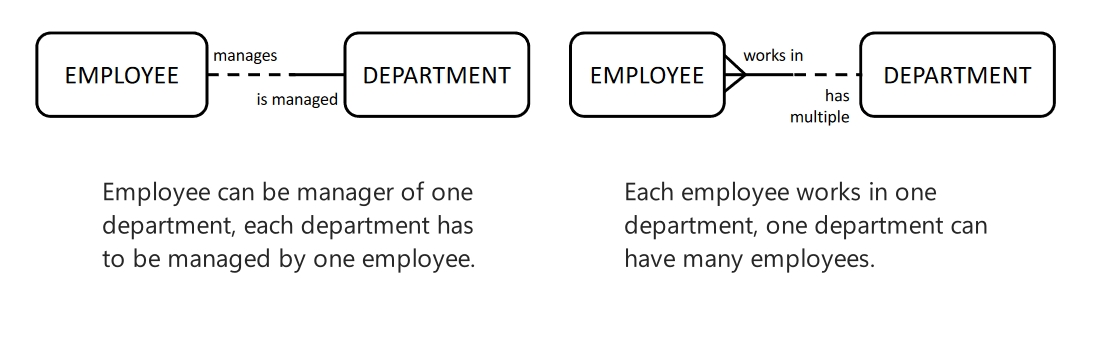 EMPLOYEE
manages
is managed
DEPARTMENT
EMPLOYEE
works in
has
multiple
DEPARTMENT
Employee can be manager of one
department, each department has
to be managed by one employee.
Each employee works in one
department, one department can
have many employees.